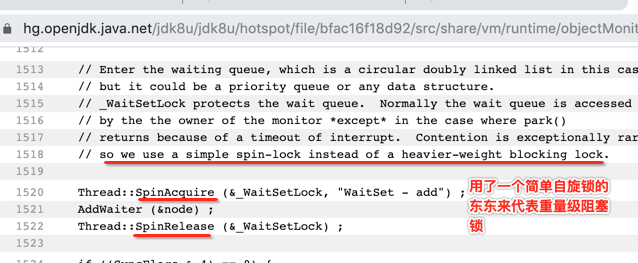 hg.openjdk.java.net/jdk8u/jdk8u/hotspot/file/bfac16f18d92/src/share/vm/runtime/objectMonit
1512
1513 // Enter the waiting queue, which is a circular doubly linked list in this cas
1514 // but it could be a priority queue or any data structure.
1515 // _WaitSetLock protects the wait queue.  Normally the wait queue is accessed
1516 // by the the owner of the monitor *except* in the case where park()
1517 // returns because of a timeout of interrupt.  Contention is exceptionally rar
1518 // so we use a simple spin-lock instead of a heavier-weight blocking lock.
1519
1520 Thread::SpinAcquire (&_WaitSetLock, "WaitSet - add") ;
1521 AddWaiter (&node) ;
1522 Thread::SpinRelease (&_WaitSetLock) ;
1523
用了一个简单自旋锁的
东东来代表重量级阻塞
锁